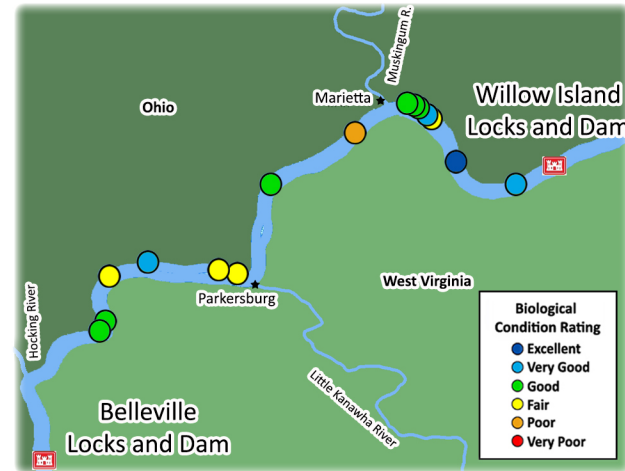 Muskingum R.
Marietta
Ohio
Willow Island
Locks and Dam
West Virginia
Parkersburg
Hocking River
Little Kanawha River
Belleville
Locks and Dam
Biological
Condition Rating
Excellent
Very Good
Good
Fair
Poor
Very Poor